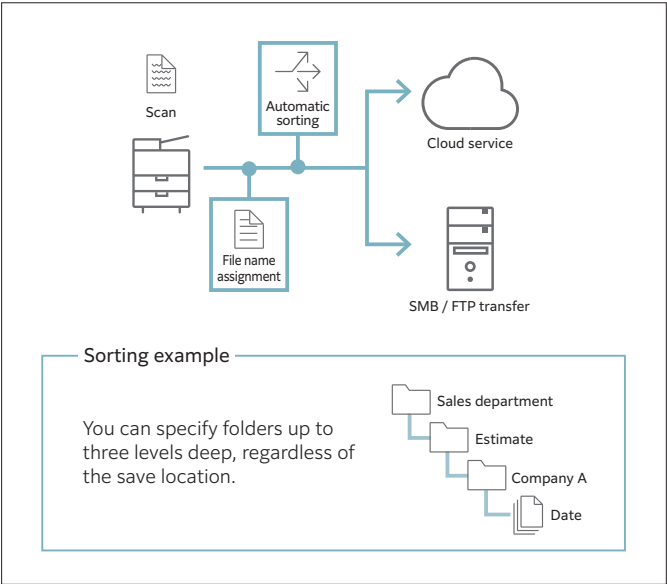 Scan
Automatic
sorting
Cloud service
File name
assignment
SMB / FTP transfer
Sorting example
You can specify folders up to
three levels deep, regardless of
the save location.
Sales department
Estimate
Company A
Date